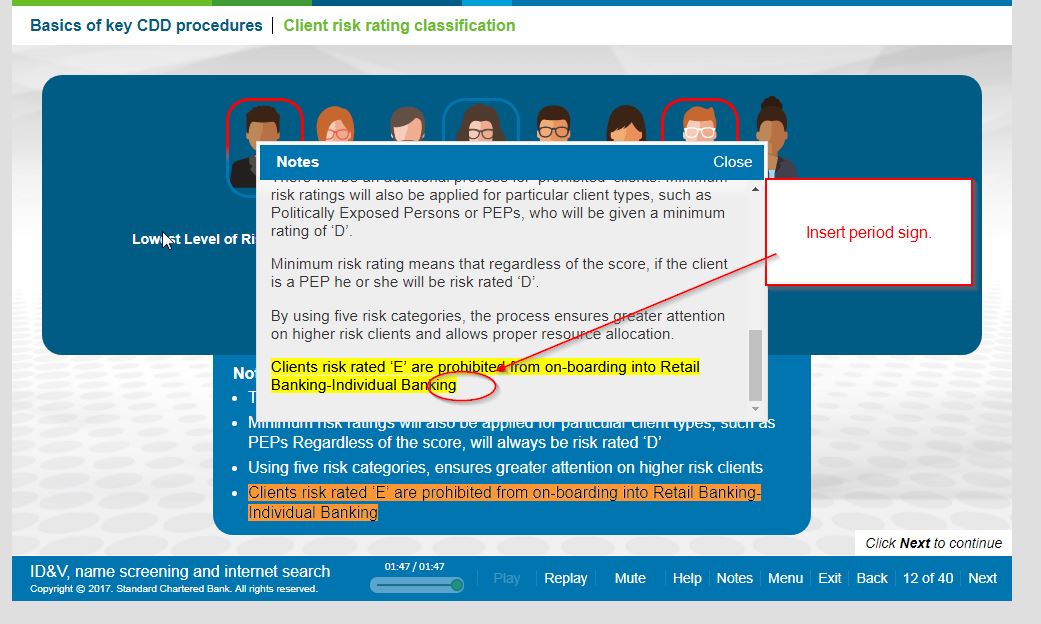 Basics of key CDD procedures | Client risk rating classification
Notes Close
There will be an additional process for 'prohibited' clients. Minimum
risk ratings will also be applied for particular client types, such as
Politically Exposed Persons or PEPs, who will be given a minimum
rating of ‘D’.
Minimum risk rating means that regardless of the score, if the client
is a PEP he or she will be risk rated ‘D’.
By using five risk categories, the process ensures greater attention
on higher risk clients and allows proper resource allocation.
Clients risk rated ‘E’ are prohibited from on-boarding into Retail
Banking-Individual Banking
Insert period sign.
Lowest Level of
No
Minimum risk ratings will also be applied for particular client types, such as
PEPs Regardless of the score, will always be risk rated ‘D’
Using five risk categories, ensures greater attention on higher risk clients
Clients risk rated ‘E’ are prohibited from on-boarding into Retail Banking-
Individual Banking
Click Next to continue
ID&V, name screening and internet search
Copyright © 2017. Standard Chartered Bank. All rights reserved.
01:47 / 01:47
Play Replay Mute Help Notes Menu Exit Back 12 of 40 Next